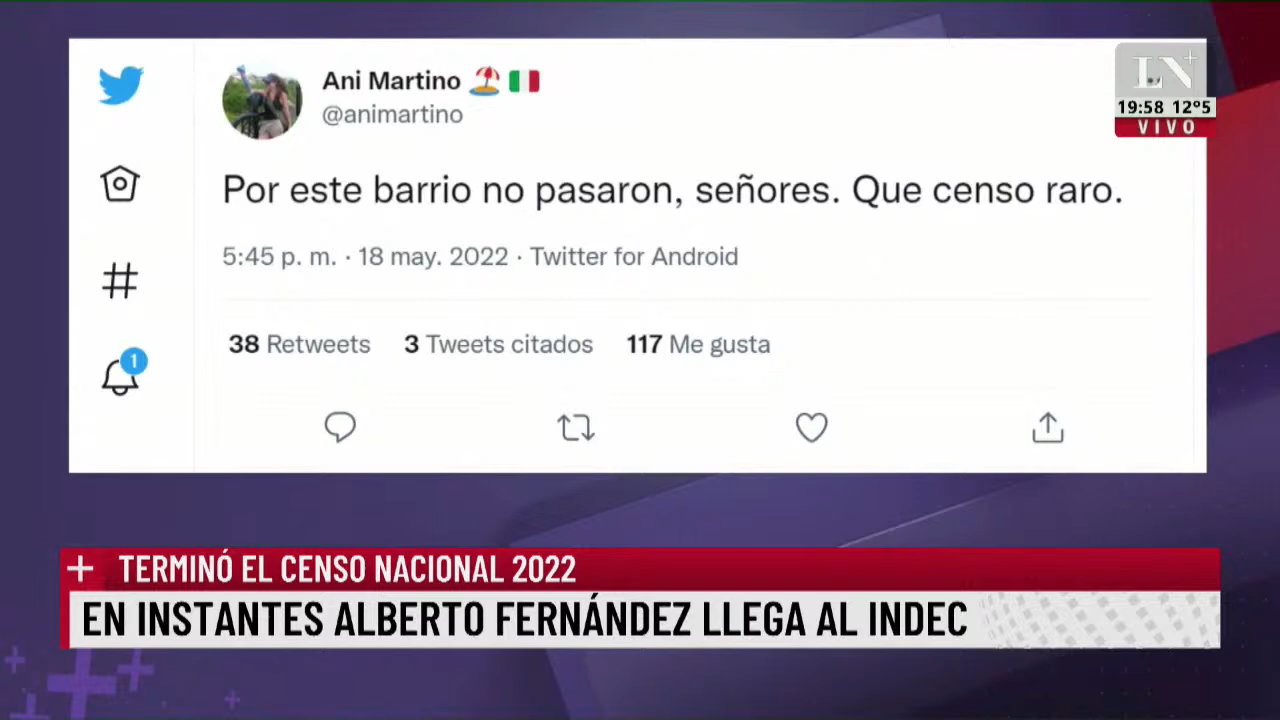 Ani Martino 🏖️ 🇮🇹
@animartino
LN+
19:58 12°5
VIVO
Por este barrio no pasaron, señores. Que censo raro.
5:45 p. m. · 18 may. 2022 · Twitter for Android
1
38 Retweets 3 Tweets citados 117 Me gusta
+ TERMINÓ EL CENSO NACIONAL 2022
EN INSTANTES ALBERTO FERNÁNDEZ LLEGA AL INDEC